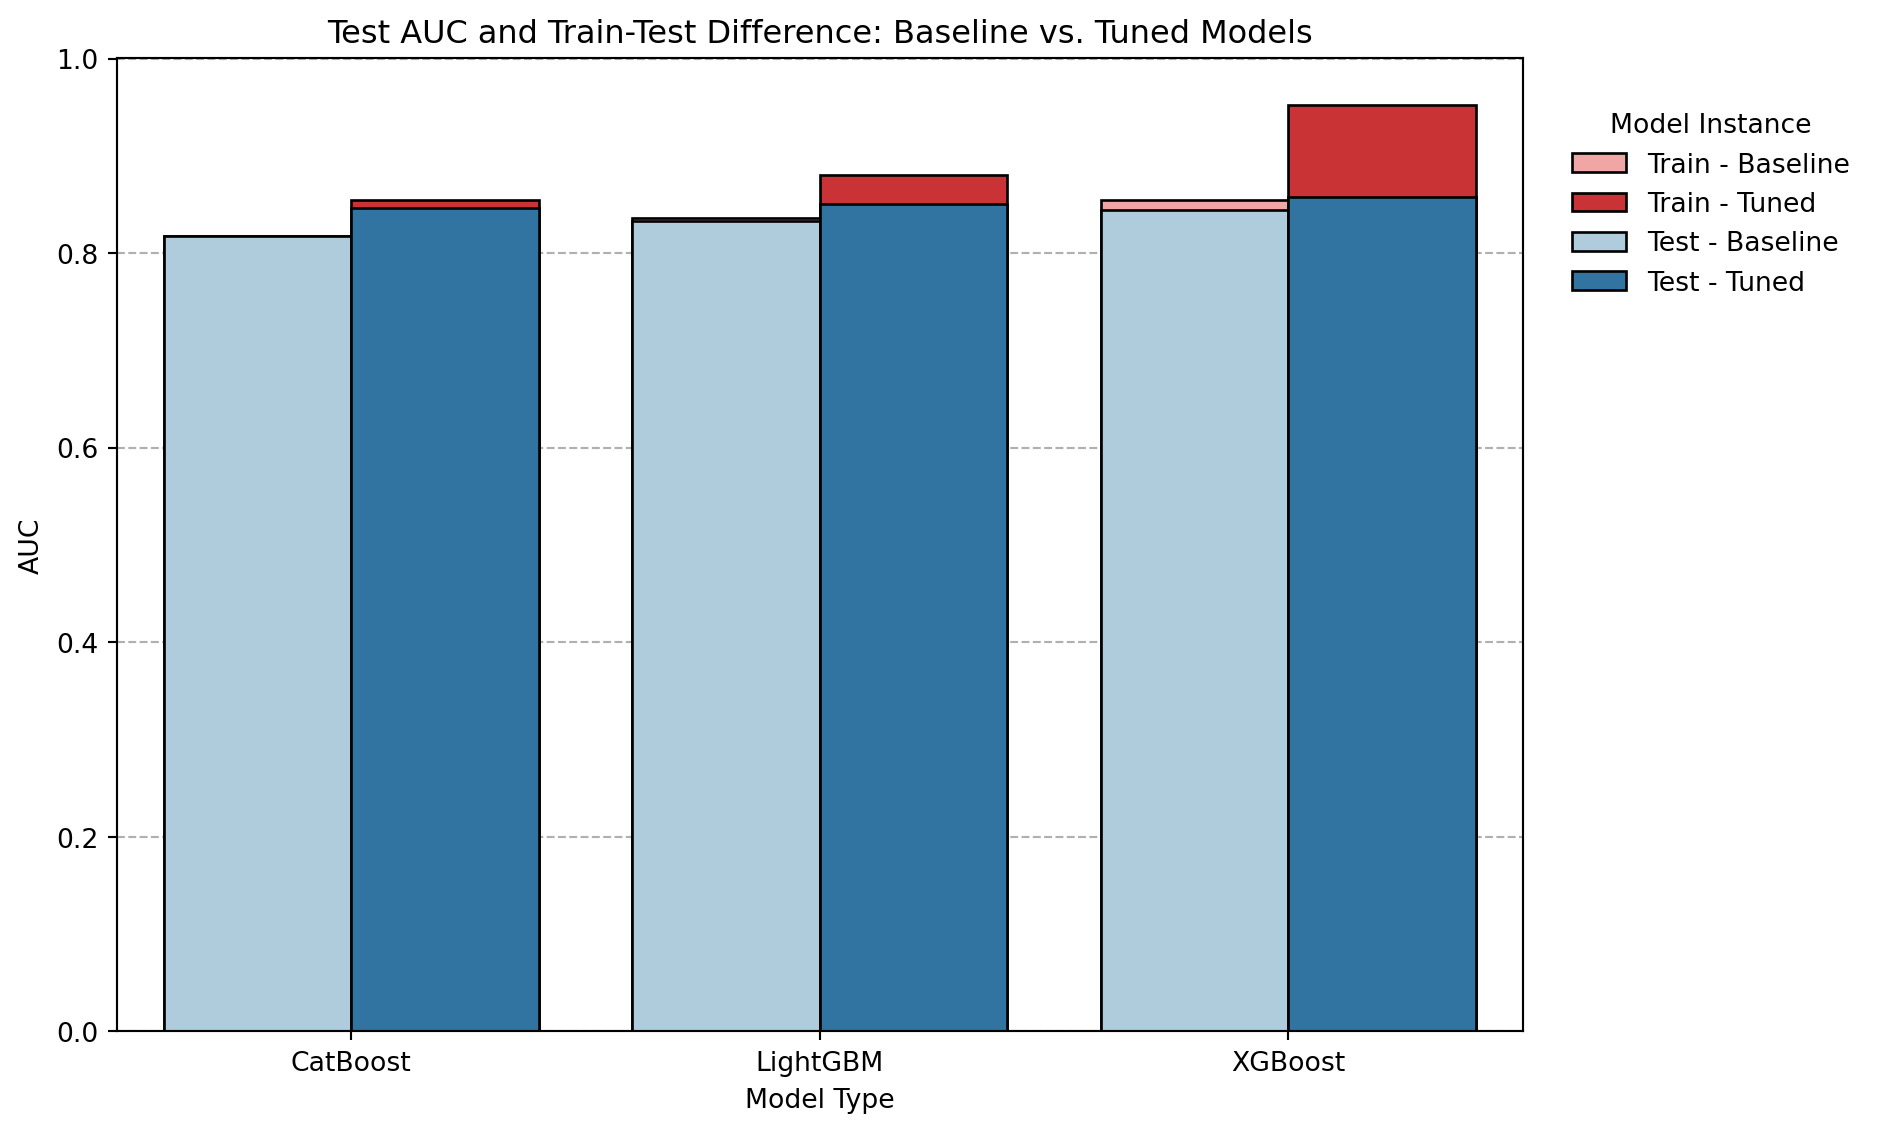 Test AUC and Train-Test Difference: Baseline vs. Tuned Models
1.0
0.8
0.6
0.4
0.2
0.0
AUC
CatBoost
LightGBM
XGBoost
Model Type
Model Instance
Train - Baseline
Train - Tuned
Test - Baseline
Test - Tuned